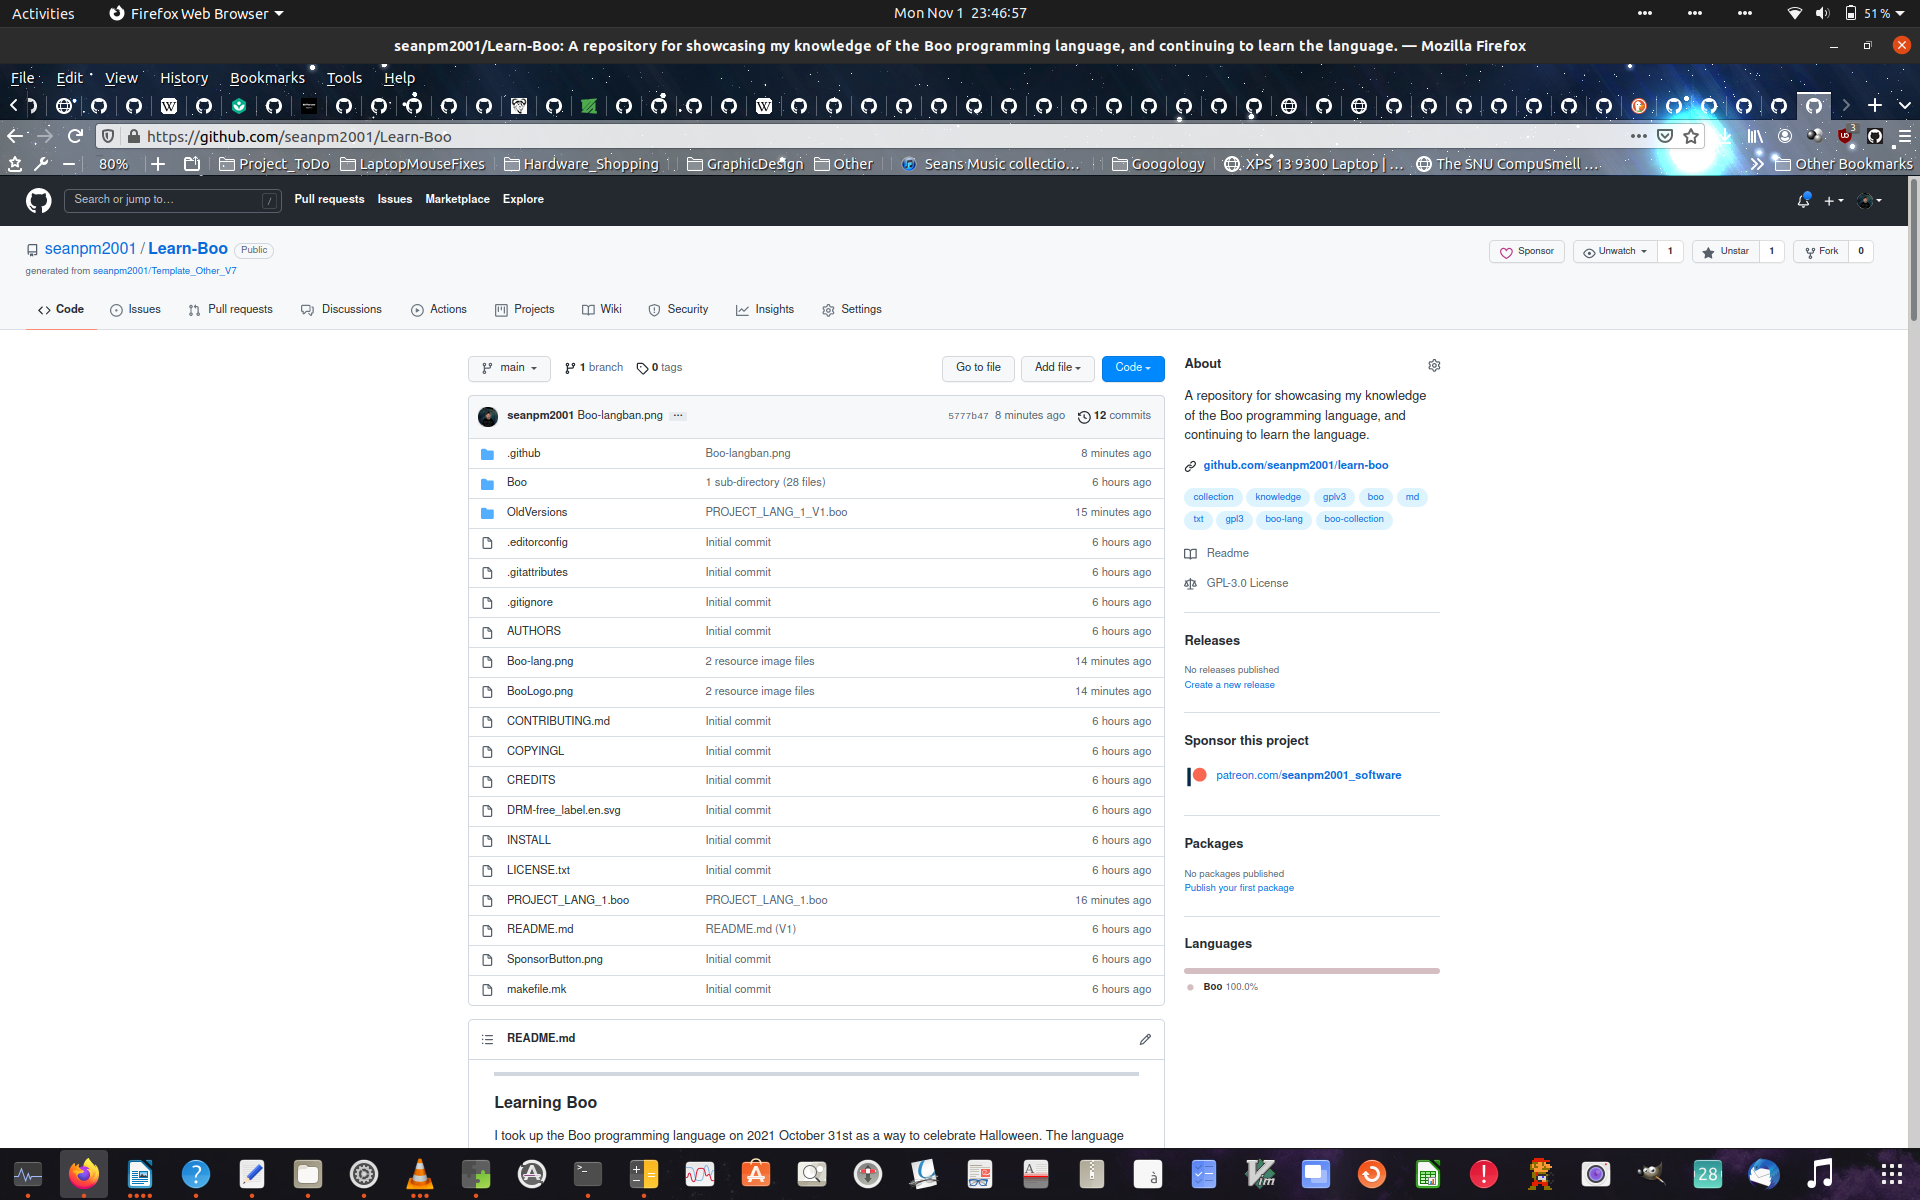 Activities Firefox Web Browser Mon Nov 1 23:46:57 51 %
seanpm2001/Learn-Boo: A repository for showcasing my knowledge of the Boo programming language, and continuing to learn the language. — Mozilla Firefox
File Edit View History Bookmarks Tools Help
https://github.com/seanpm2001/Learn-Boo 3
80% Project_ToDo LaptopMouseFixes Hardware_Shopping GraphicDesign Other Seans Music collectio… Googology XPS 13 9300 Laptop | … The SNU CompuSmell … Other Bookmarks
Search or jump to… / Pull requests Issues Marketplace Explore
seanpm2001 / Learn-Boo Public Sponsor Unwatch 1 Unstar 1 Fork 0
generated from seanpm2001/Template_Other_V7
Code Issues Pull requests Discussions Actions Projects Wiki Security Insights Settings
main 1 branch 0 tags Go to file Add file Code
seanpm2001 Boo-langban.png ... 5777b47 8 minutes ago 12 commits
.github Boo-langban.png 8 minutes ago
Boo 1 sub-directory (28 files) 6 hours ago
OldVersions PROJECT_LANG_1_V1.boo 15 minutes ago
.editorconfig Initial commit 6 hours ago
.gitattributes Initial commit 6 hours ago
.gitignore Initial commit 6 hours ago
AUTHORS Initial commit 6 hours ago
Boo-lang.png 2 resource image files 14 minutes ago
BooLogo.png 2 resource image files 14 minutes ago
CONTRIBUTING.md Initial commit 6 hours ago
COPYINGL Initial commit 6 hours ago
CREDITS Initial commit 6 hours ago
DRM-free_label.en.svg Initial commit 6 hours ago
INSTALL Initial commit 6 hours ago
LICENSE.txt Initial commit 6 hours ago
PROJECT_LANG_1.boo PROJECT_LANG_1.boo 16 minutes ago
README.md README.md (V1) 6 hours ago
SponsorButton.png Initial commit 6 hours ago
makefile.mk Initial commit 6 hours ago
README.md
Learning Boo
I took up the Boo programming language on 2021 October 31st as a way to celebrate Halloween. The language
About
A repository for showcasing my knowledge
of the Boo programming language, and
continuing to learn the language.
github.com/seanpm2001/learn-boo
collection knowledge gplv3 boo md
txt gpl3 boo-lang boo-collection
Readme
GPL-3.0 License
Releases
No releases published
Create a new release
Sponsor this project
patreon.com/seanpm2001_software
Packages
No packages published
Publish your first package
Languages
Boo 100.0%
28